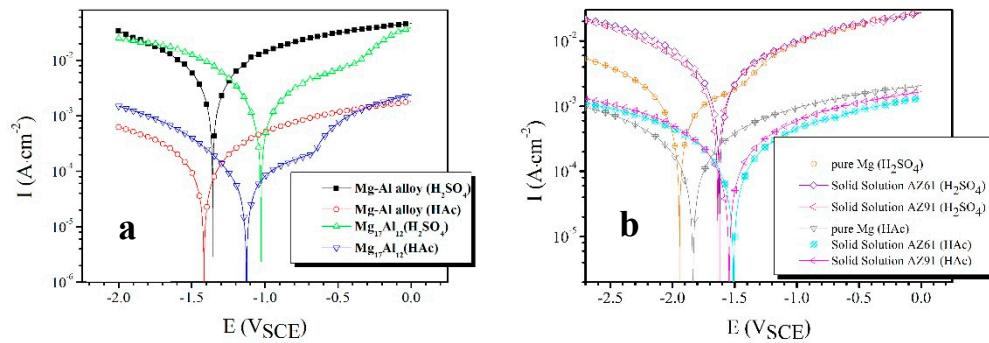 10⁻²
10⁻³
10⁻⁴
10⁻⁵
10⁻⁶
I (A·cm⁻²)
-2.0 -1.5 -1.0 -0.5 0.0
E (V_SCE)
a
Mg-Al alloy (H₂SO₄)
Mg-Al alloy (HAc)
Mg₁₇Al₁₂(H₂SO₄)
Mg₁₇Al₁₂(HAc)
10⁻²
10⁻³
10⁻⁴
10⁻⁵
I (A·cm⁻²)
-2.5 -2.0 -1.5 -1.0 -0.5 0.0
E (V_SCE)
b
pure Mg (H₂SO₄)
Solid Solution AZ61 (H₂SO₄)
Solid Solution AZ91 (H₂SO₄)
pure Mg (HAc)
Solid Solution AZ61 (HAc)
Solid Solution AZ91 (HAc)